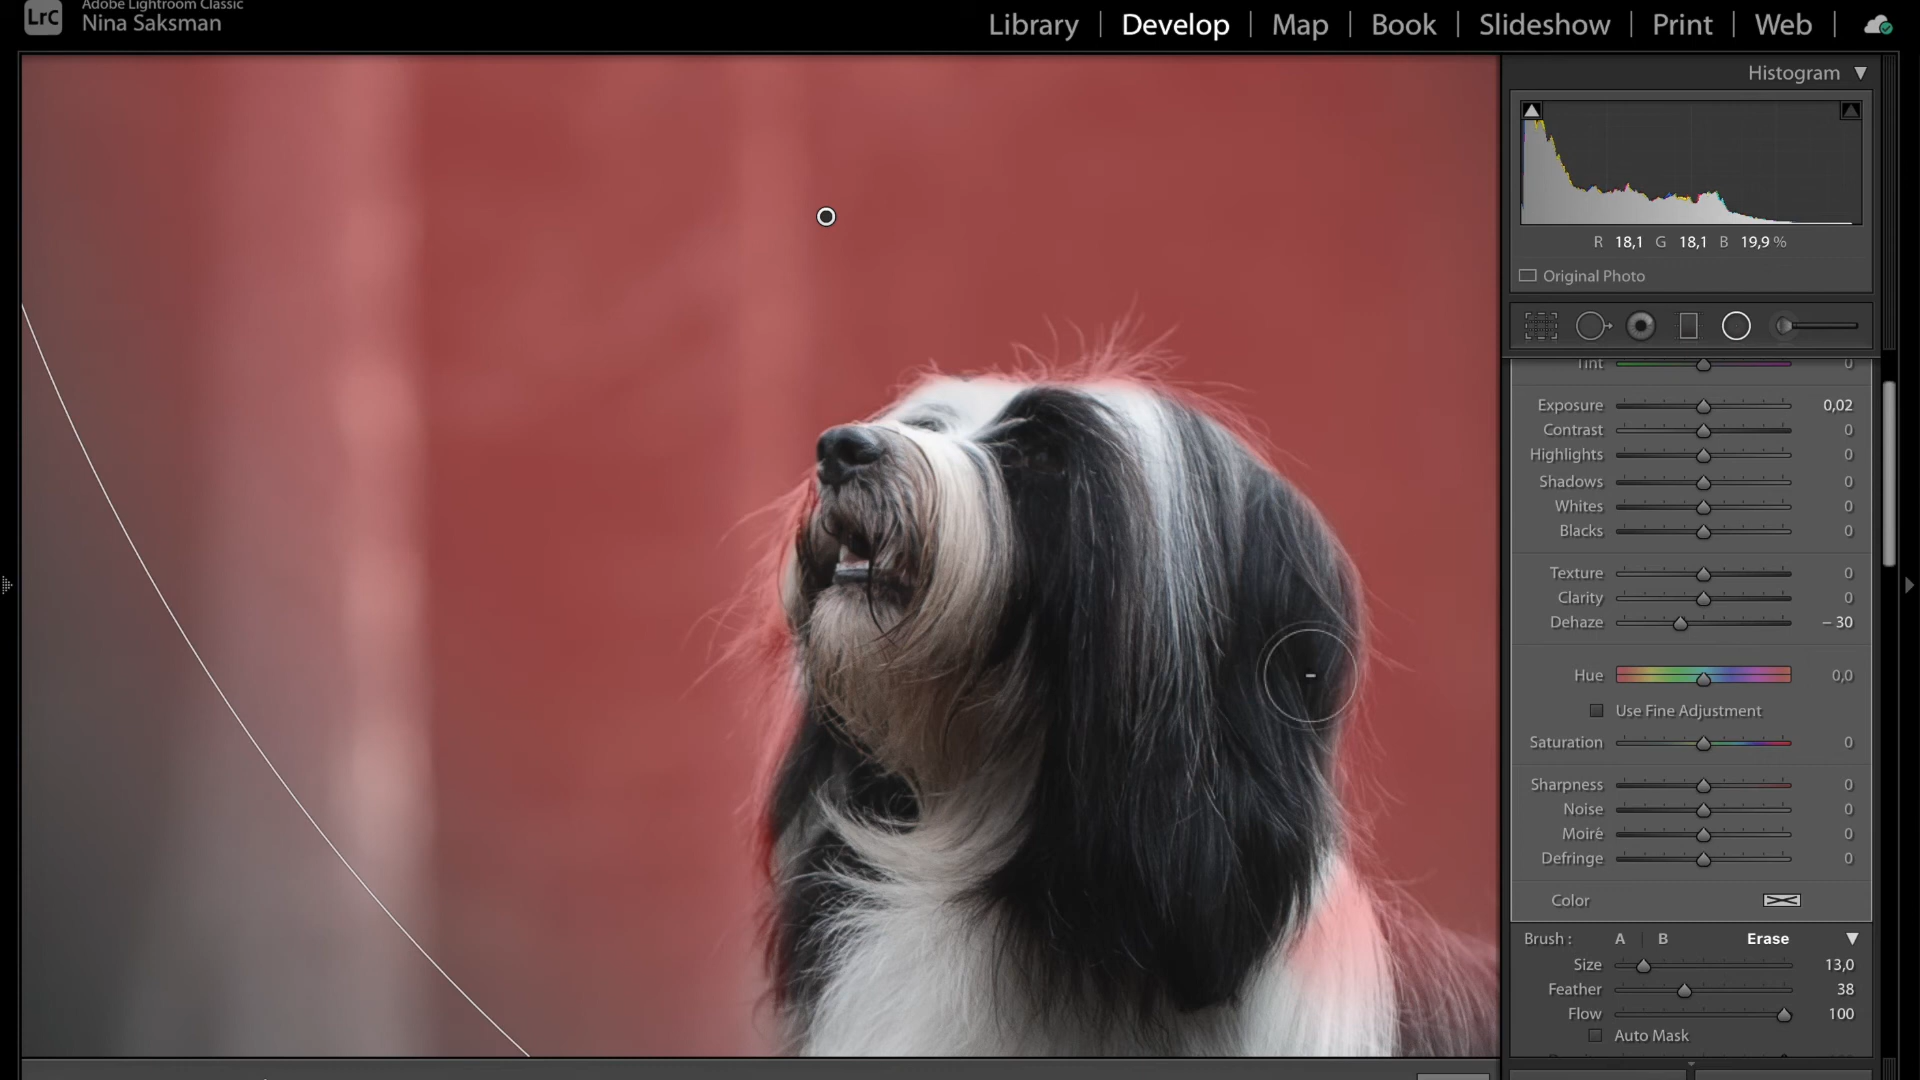 Adobe Lightroom Classic
LrC
Nina Saksman
Library | Develop | Map | Book | Slideshow | Print | Web
Histogram
R 18,1 G 18,1 B 19,9 %
Original Photo
Tint 0
Exposure 0,02
Contrast 0
Highlights 0
Shadows 0
Whites 0
Blacks 0
Texture 0
Clarity 0
Dehaze – 30
Hue 0,0
Use Fine Adjustment
Saturation 0
Sharpness 0
Noise 0
Moiré 0
Defringe 0
Color
Brush : A B Erase
Size 13,0
Feather 38
Flow 100
Auto Mask